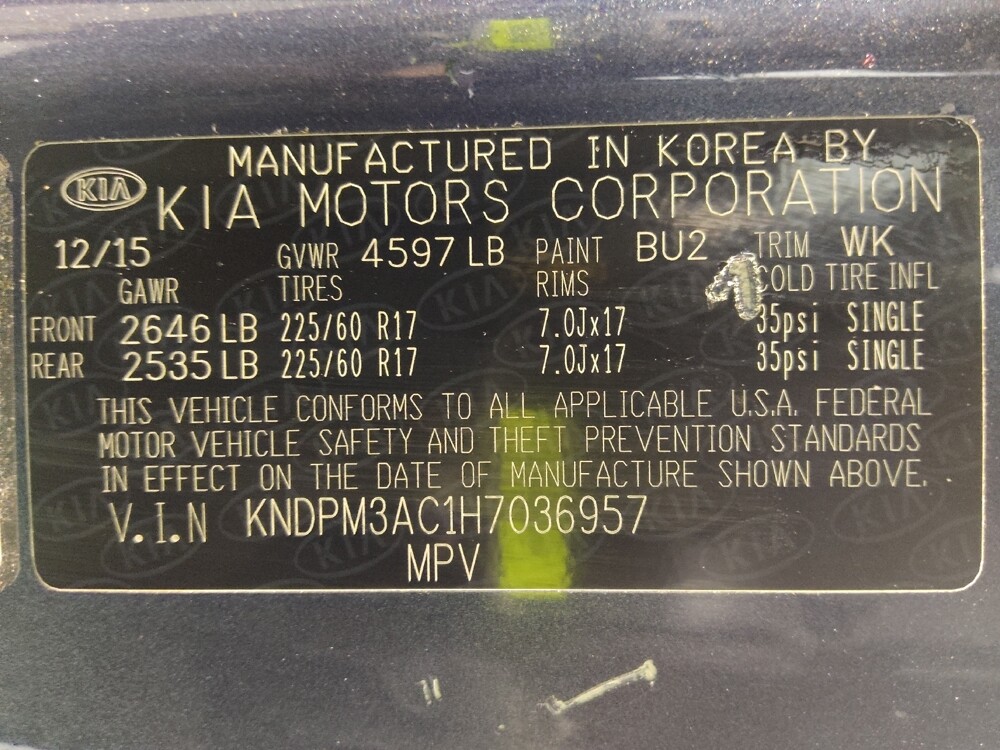 MANUFACTURED IN KOREA BY
KIA KIA MOTORS CORPORATION
12/15 GVWR 4597 LB PAINT BU2 TRIM WK
GAWR TIRES RIMS COLD TIRE INFL
FRONT 2646 LB 225/60 R17 7.0Jx17 35psi SINGLE
REAR 2535 LB 225/60 R17 7.0Jx17 35psi SINGLE
THIS VEHICLE CONFORMS TO ALL APPLICABLE U.S.A. FEDERAL
MOTOR VEHICLE SAFETY AND THEFT PREVENTION STANDARDS
IN EFFECT ON THE DATE OF MANUFACTURE SHOWN ABOVE.
V.I.N KNDPM3AC1H7036957
MPV